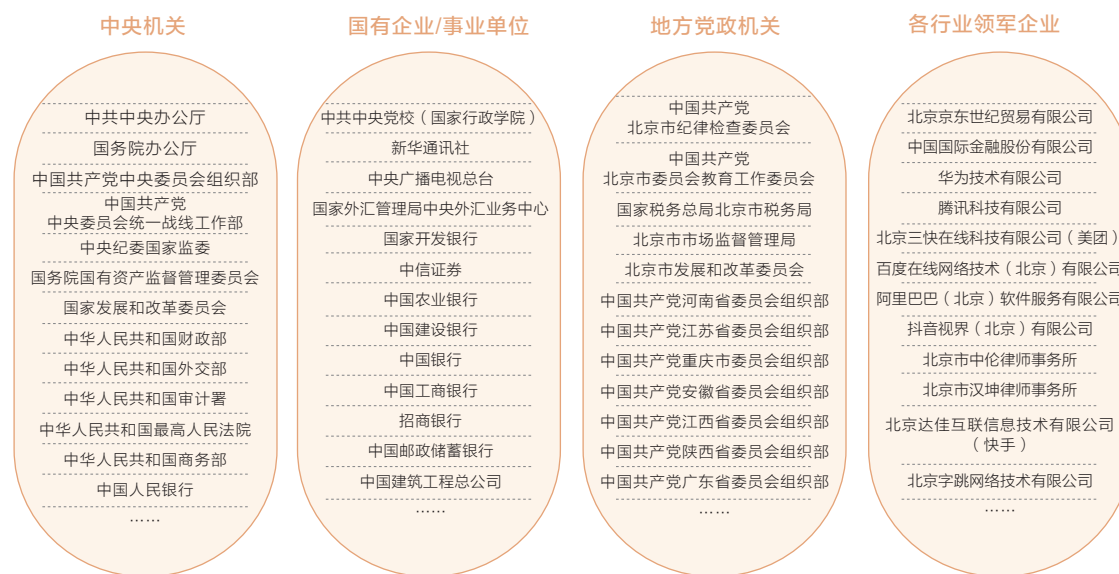 中央机关
中共中央办公厅
国务院办公厅
中国共产党中央委员会组织部
中国共产党
中央委员会统一战线工作部
中央纪委国家监委
国务院国有资产监督管理委员会
国家发展和改革委员会
中华人民共和国财政部
中华人民共和国外交部
中华人民共和国审计署
中华人民共和国最高人民法院
中华人民共和国商务部
中国人民银行
……
国有企业/事业单位
中共中央党校（国家行政学院）
新华通讯社
中央广播电视总台
国家外汇管理局中央外汇业务中心
国家开发银行
中信证券
中国农业银行
中国建设银行
中国银行
中国工商银行
招商银行
中国邮政储蓄银行
中国建筑工程总公司
……
地方党政机关
中国共产党
北京市纪律检查委员会
中国共产党
北京市委员会教育工作委员会
国家税务总局北京市税务局
北京市市场监督管理局
北京市发展和改革委员会
中国共产党河南省委员会组织部
中国共产党江苏省委员会组织部
中国共产党重庆市委员会组织部
中国共产党安徽省委员会组织部
中国共产党江西省委员会组织部
中国共产党陕西省委员会组织部
中国共产党广东省委员会组织部
……
各行业领军企业
北京京东世纪贸易有限公司
中国国际金融股份有限公司
华为技术有限公司
腾讯科技有限公司
北京三快在线科技有限公司（美团）
百度在线网络技术（北京）有限公司
阿里巴巴（北京）软件服务有限公司
抖音视界（北京）有限公司
北京市中伦律师事务所
北京市汉坤律师事务所
北京达佳互联信息技术有限公司
（快手）
北京字跳网络技术有限公司
……